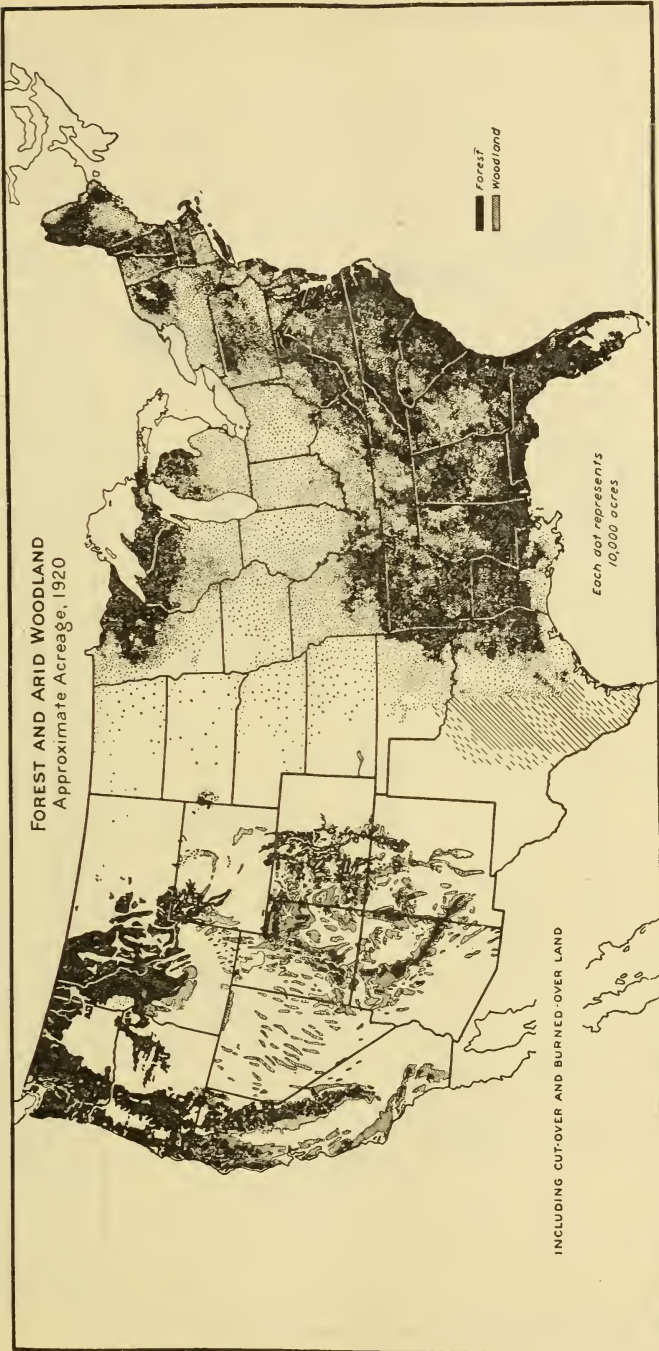 FOREST AND ARID WOODLAND
Approximate Acreage, 1920
Forest
Woodland
Each dot represents
10,000 acres
INCLUDING CUT-OVER AND BURNED-OVER LAND